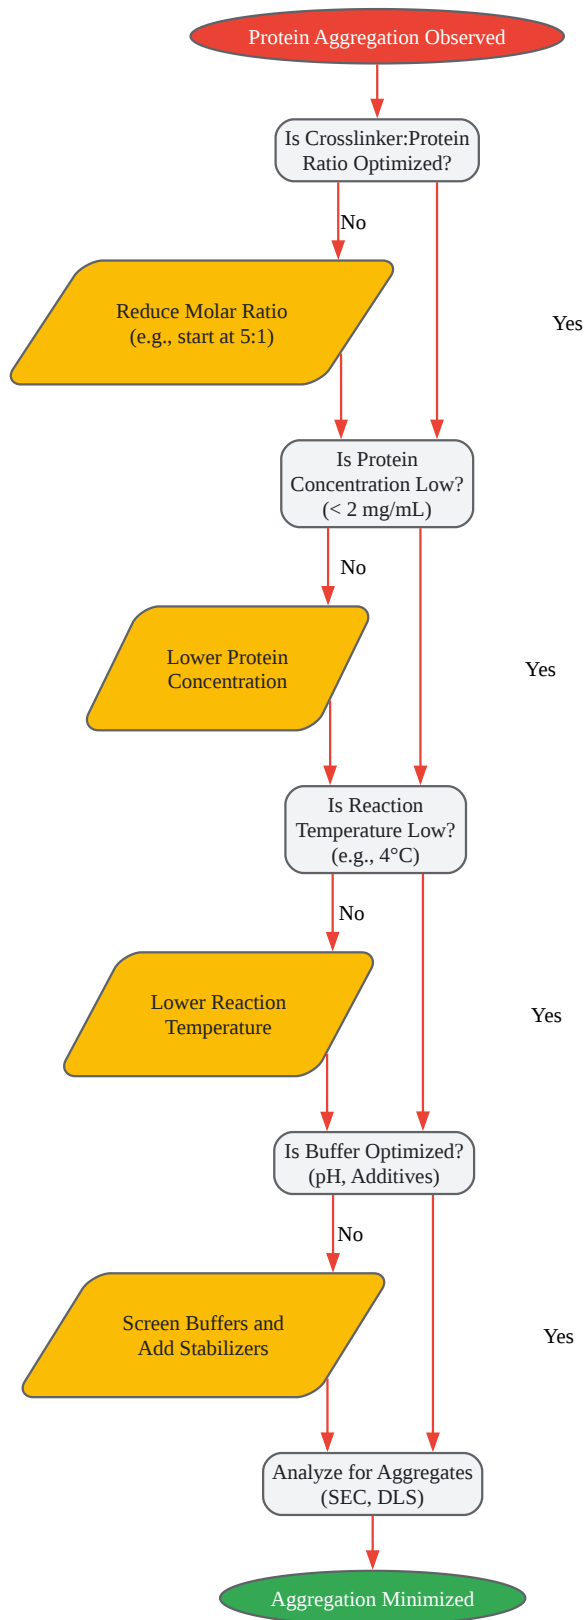 Protein Aggregation Observed
Is Crosslinker:Protein
Ratio Optimized?
No
Reduce Molar Ratio
(e.g., start at 5:1)
Yes
Is Protein
Concentration Low?
(< 2 mg/mL)
No
Lower Protein
Concentration
Yes
Is Reaction
Temperature Low?
(e.g., 4°C)
No
Lower Reaction
Temperature
Yes
Is Buffer Optimized?
(pH, Additives)
No
Screen Buffers and
Add Stabilizers
Yes
Analyze for Aggregates
(SEC, DLS)
Aggregation Minimized